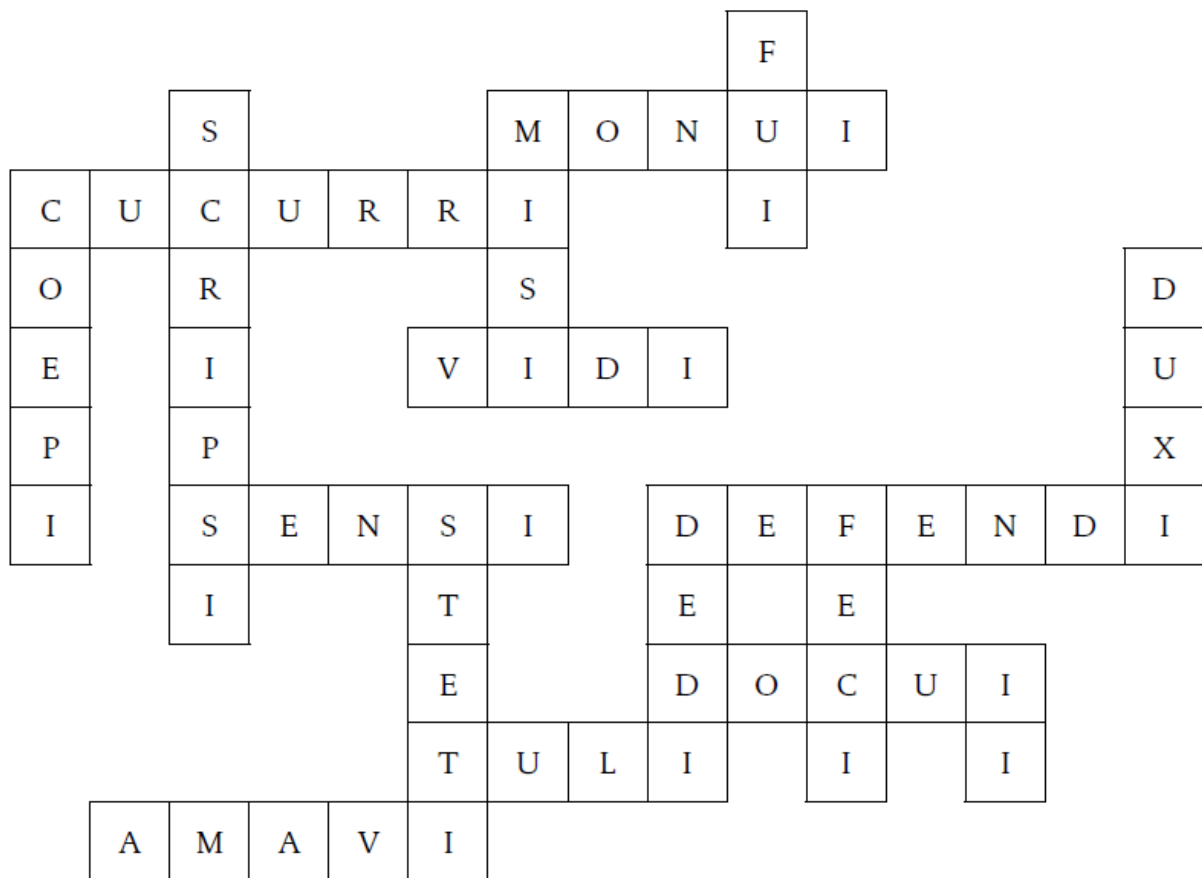 F
S M O N U I
C U C U R R I I
O R S D
E I V I D I U
P P X
I S E N S I D E F E N D I
I T E E
E D O C U I
T U L I I I
A M A V I